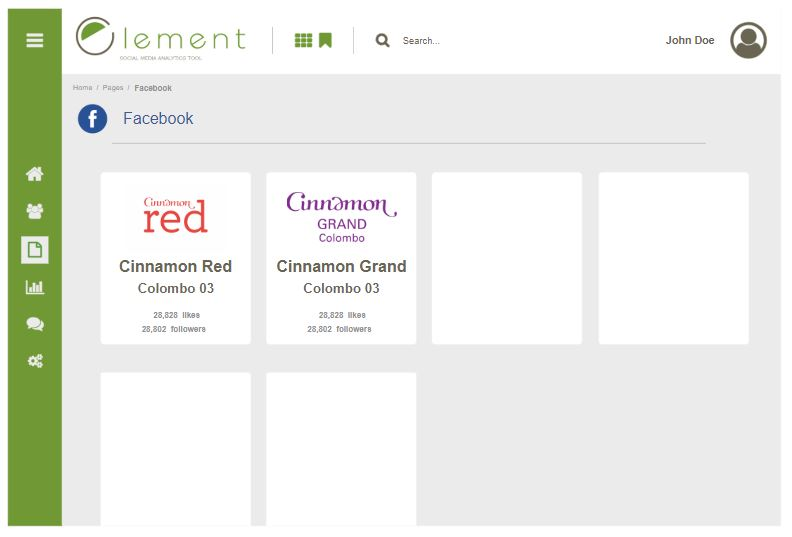 lement
SOCIAL MEDIA ANALYTICS TOOL
Search...
John Doe
Home / Pages / Facebook
f Facebook
Cinnamon
red
Cinnamon Red
Colombo 03
28,828 likes
28,802 followers
Cinnamon
GRAND
Colombo
Cinnamon Grand
Colombo 03
28,828 likes
28,802 followers